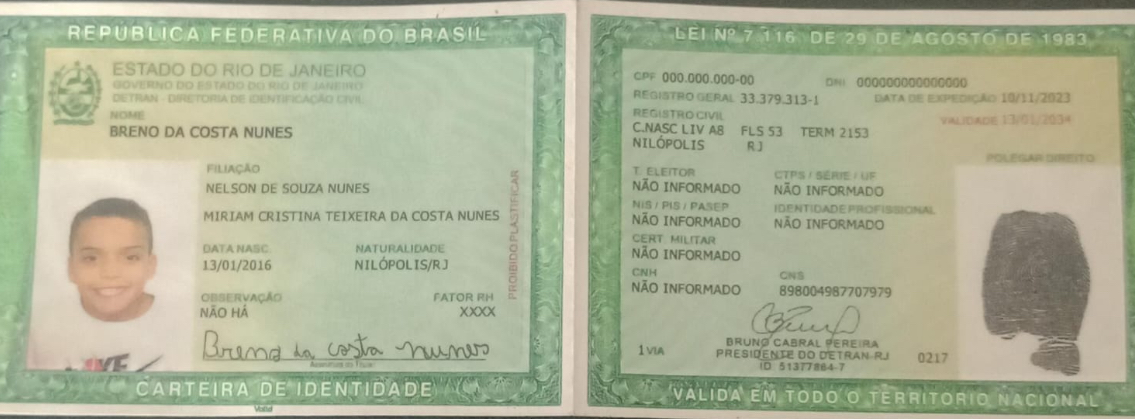 REPÚBLICA FEDERATIVA DO BRASIL
ESTADO DO RIO DE JANEIRO
GOVERNO DO ESTADO DO RIO DE JANEIRO
DETRAN - DIRETORIA DE IDENTIFICAÇÃO CIVIL
NOME
BRENO DA COSTA NUNES
FILIAÇÃO
NELSON DE SOUZA NUNES
MIRIAM CRISTINA TEIXEIRA DA COSTA NUNES
DATA NASC
NATURALIDADE
13/01/2016
NILÓPOLIS/RJ
OBSERVAÇÃO
FATOR RH
NÃO HÁ
XXXX
Breno da costa nunes
Assinatura do Titular
PROIBIDO PLASTIFICAR
CARTEIRA DE IDENTIDADE
LEI Nº 7.116, DE 29 DE AGOSTO DE 1983
CPF 000.000.000-00 DNI 000000000000000
REGISTRO GERAL 33.379.313-1 DATA DE EXPEDIÇÃO 10/11/2023
REGISTRO CIVIL VALIDADE 13/01/2034
C.NASC LIV A8 FLS 53 TERM 2153
NILÓPOLIS RJ
POLEGAR DIREITO
T. ELEITOR CTPS / SÉRIE / UF
NÃO INFORMADO NÃO INFORMADO
NIS / PIS / PASEP IDENTIDADE PROFISSIONAL
NÃO INFORMADO NÃO INFORMADO
CERT. MILITAR
NÃO INFORMADO
CNH CNS
NÃO INFORMADO 898004987707979
BRUNO CABRAL PEREIRA
1 VIA PRESIDENTE DO DETRAN-RJ 0217
ID 51377864-7
VALIDA EM TODO O TERRITÓRIO NACIONAL